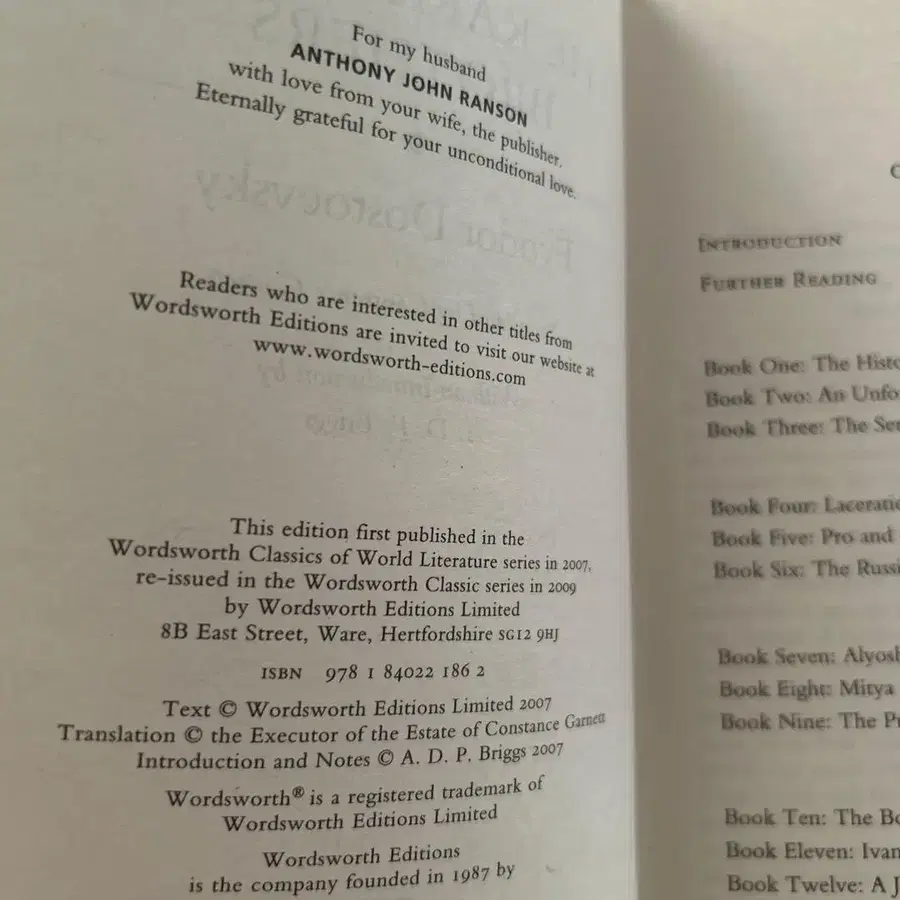 For my husband
ANTHONY JOHN RANSON
with love from your wife, the publisher.
Eternally grateful for your unconditional love.
Readers who are interested in other titles from
Wordsworth Editions are invited to visit our website at
www.wordsworth-editions.com
This edition first published in the
Wordsworth Classics of World Literature series in 2007,
re-issued in the Wordsworth Classic series in 2009
by Wordsworth Editions Limited
8B East Street, Ware, Hertfordshire SG12 9HJ
ISBN 978 1 84022 186 2
Text © Wordsworth Editions Limited 2007
Translation © the Executor of the Estate of Constance Garnett
Introduction and Notes © A. D. P. Briggs 2007
Wordsworth® is a registered trademark of
Wordsworth Editions Limited
Wordsworth Editions
is the company founded in 1987 by
INTRODUCTION
FURTHER READING
Book One: The Histo
Book Two: An Unfo
Book Three: The Sen
Book Four: Laceratio
Book Five: Pro and
Book Six: The Russi
Book Seven: Alyosh
Book Eight: Mitya
Book Nine: The Pr
Book Ten: The Bo
Book Eleven: Ivan
Book Twelve: A J